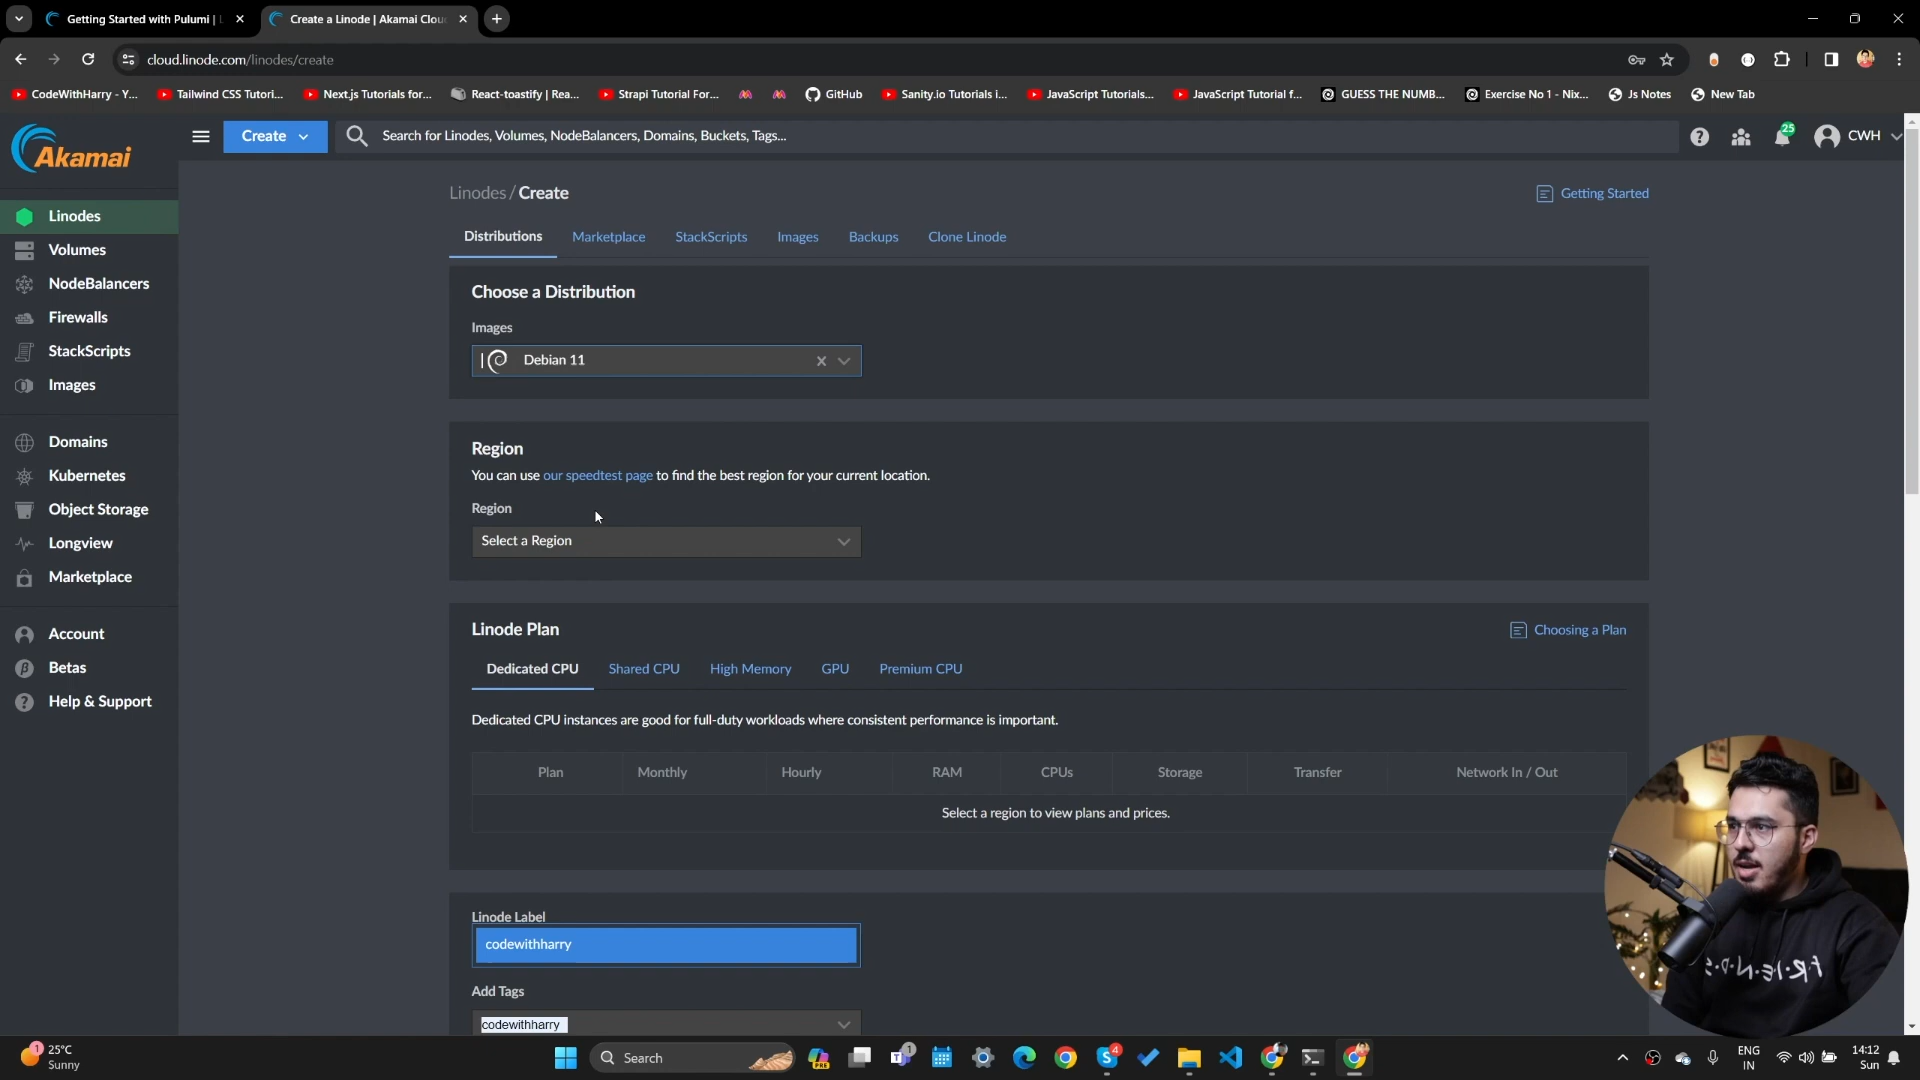 Getting Started with Pulumi |
Create a Linode | Akamai Clou
cloud.linode.com/linodes/create
CodeWithHarry - Y...
Tailwind CSS Tutori...
Next.js Tutorials for...
React-toastify | Rea...
Strapi Tutorial For...
GitHub
Sanity.io Tutorials i...
JavaScript Tutorials...
JavaScript Tutorial f...
GUESS THE NUMB...
Exercise No 1 - Nix...
Js Notes
New Tab
Akamai
Create
Search for Linodes, Volumes, NodeBalancers, Domains, Buckets, Tags...
25
CWH
Linodes
Volumes
NodeBalancers
Firewalls
StackScripts
Images
Domains
Kubernetes
Object Storage
Longview
Marketplace
Account
Betas
Help & Support
Linodes / Create
Getting Started
Distributions
Marketplace
StackScripts
Images
Backups
Clone Linode
Choose a Distribution
Images
Debian 11
Region
You can use our speedtest page to find the best region for your current location.
Region
Select a Region
Linode Plan
Choosing a Plan
Dedicated CPU
Shared CPU
High Memory
GPU
Premium CPU
Dedicated CPU instances are good for full-duty workloads where consistent performance is important.
Plan
Monthly
Hourly
RAM
CPUs
Storage
Transfer
Network In / Out
Select a region to view plans and prices.
Linode Label
codewithharry
Add Tags
codewithharry
F·R·I·E·N·D·S
1
25°C
Sunny
Search
PRE
1
4
ENG
IN
14:12
Sun